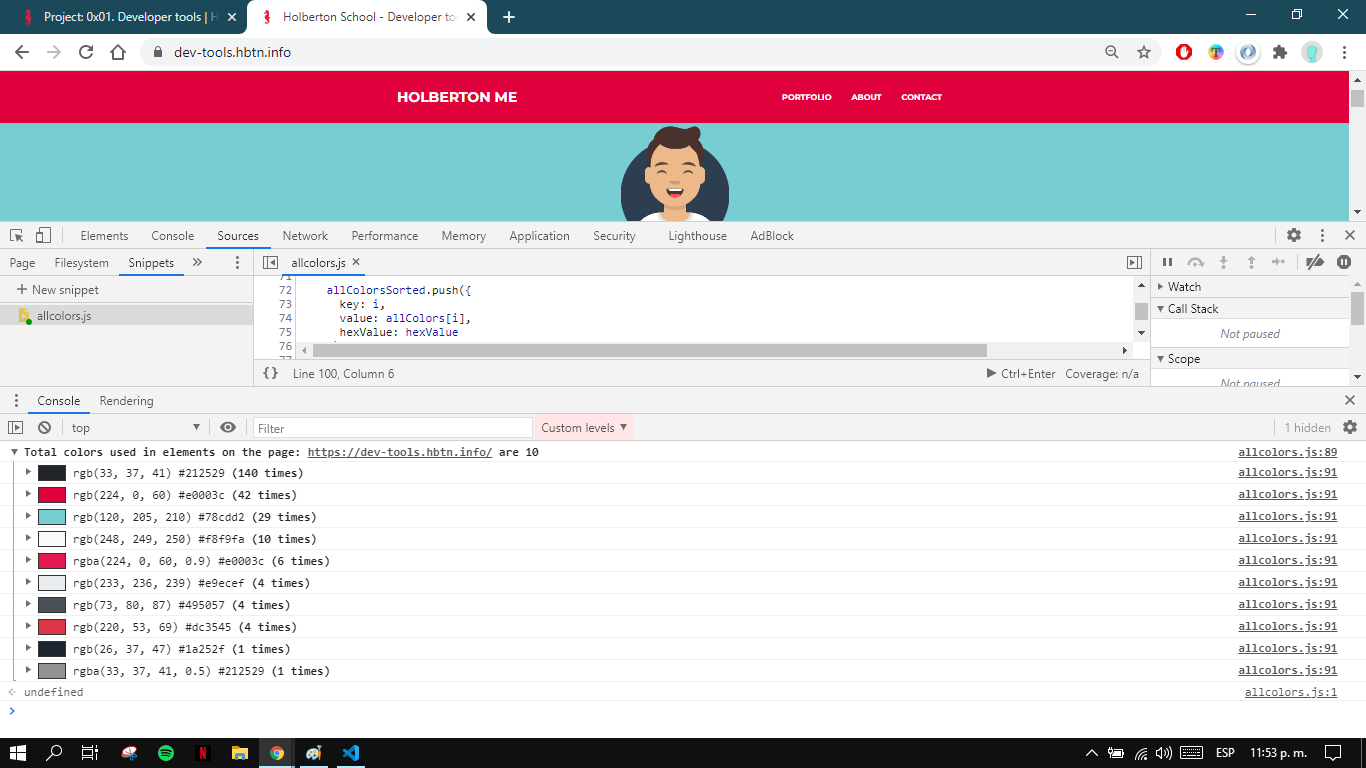 Project: 0x01. Developer tools | H
Holberton School - Developer to
dev-tools.hbtn.info
HOLBERTON ME
PORTFOLIO ABOUT CONTACT
Elements Console Sources Network Performance Memory Application Security Lighthouse AdBlock
Page Filesystem Snippets
allcolors.js
New snippet
allcolors.js
71
72 allColorsSorted.push({
73 key: i,
74 value: allColors[i],
75 hexValue: hexValue
76
77
{} Line 100, Column 6 Ctrl+Enter Coverage: n/a
Watch
Call Stack
Not paused
Scope
Not paused
Console Rendering
top Filter Custom levels 1 hidden
Total colors used in elements on the page: https://dev-tools.hbtn.info/ are 10 allcolors.js:89
rgb(33, 37, 41) #212529 (140 times) allcolors.js:91
rgb(224, 0, 60) #e0003c (42 times) allcolors.js:91
rgb(120, 205, 210) #78cdd2 (29 times) allcolors.js:91
rgb(248, 249, 250) #f8f9fa (10 times) allcolors.js:91
rgba(224, 0, 60, 0.9) #e0003c (6 times) allcolors.js:91
rgb(233, 236, 239) #e9ecef (4 times) allcolors.js:91
rgb(73, 80, 87) #495057 (4 times) allcolors.js:91
rgb(220, 53, 69) #dc3545 (4 times) allcolors.js:91
rgb(26, 37, 47) #1a252f (1 times) allcolors.js:91
rgba(33, 37, 41, 0.5) #212529 (1 times) allcolors.js:91
undefined allcolors.js:1
ESP 11:53 p. m.